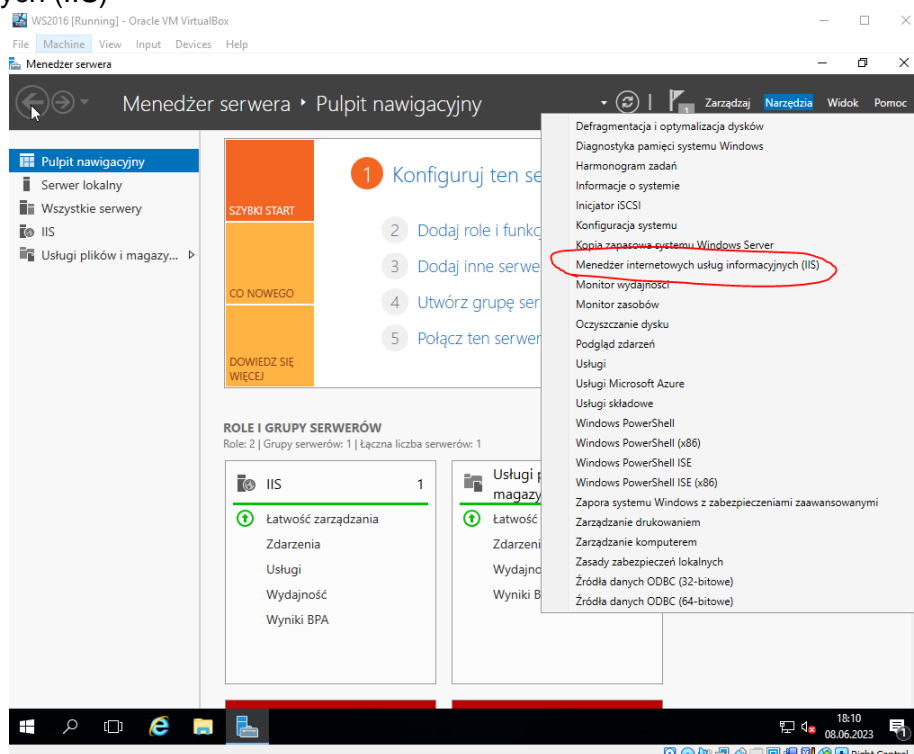 ych (IIS)
WS2016 [Running] - Oracle VM VirtualBox
File Machine View Input Devices Help
Menedżer serwera
Menedżer serwera • Pulpit nawigacyjny
1
Zarządzaj Narzędzia Widok Pomoc
Pulpit nawigacyjny
Serwer lokalny
Wszystkie serwery
IIS
Usługi plików i magazy...
SZYBKI START
CO NOWEGO
DOWIEDZ SIĘ
WIĘCEJ
1 Konfiguruj ten se
2 Dodaj role i funkc
3 Dodaj inne serwe
4 Utwórz grupę ser
5 Połącz ten serwer
Defragmentacja i optymalizacja dysków
Diagnostyka pamięci systemu Windows
Harmonogram zadań
Informacje o systemie
Inicjator iSCSI
Konfiguracja systemu
Kopia zapasowa systemu Windows Server
Menedżer internetowych usług informacyjnych (IIS)
Monitor wydajności
Monitor zasobów
Oczyszczanie dysku
Podgląd zdarzeń
Usługi
Usługi Microsoft Azure
Usługi składowe
Windows PowerShell
Windows PowerShell (x86)
Windows PowerShell ISE
Windows PowerShell ISE (x86)
Zapora systemu Windows z zabezpieczeniami zaawansowanymi
Zarządzanie drukowaniem
Zarządzanie komputerem
Zasady zabezpieczeń lokalnych
Źródła danych ODBC (32-bitowe)
Źródła danych ODBC (64-bitowe)
ROLE I GRUPY SERWERÓW
Role: 2 | Grupy serwerów: 1 | Łączna liczba serwerów: 1
IIS 1
Łatwość zarządzania
Zdarzenia
Usługi
Wydajność
Wyniki BPA
Usługi p
magazy
Łatwość
Zdarzeni
Wydajno
Wyniki B
18:10
08.06.2023
1
Right Control